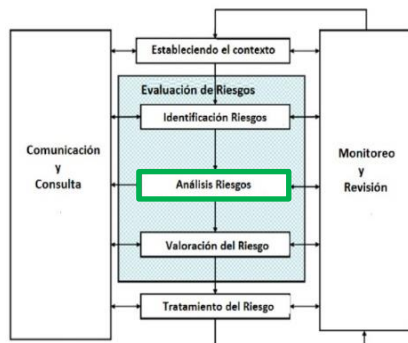 Estableciendo el contexto
Evaluación de Riesgos
Identificación Riesgos
Comunicación
y
Consulta
Análisis Riesgos
Monitoreo
y
Revisión
Valoración del Riesgo
Tratamiento del Riesgo